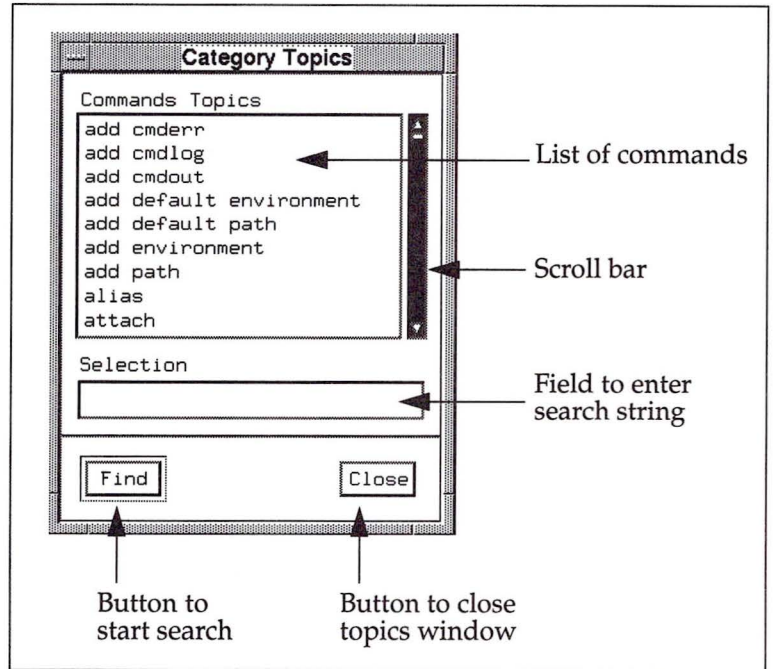 Category Topics
Commands Topics
add cmderr
add cmdlog
add cmdout
add default environment
add default path
add environment
add path
alias
attach
List of commands
Scroll bar
Selection
Field to enter
search string
Find
Close
Button to
start search
Button to close
topics window